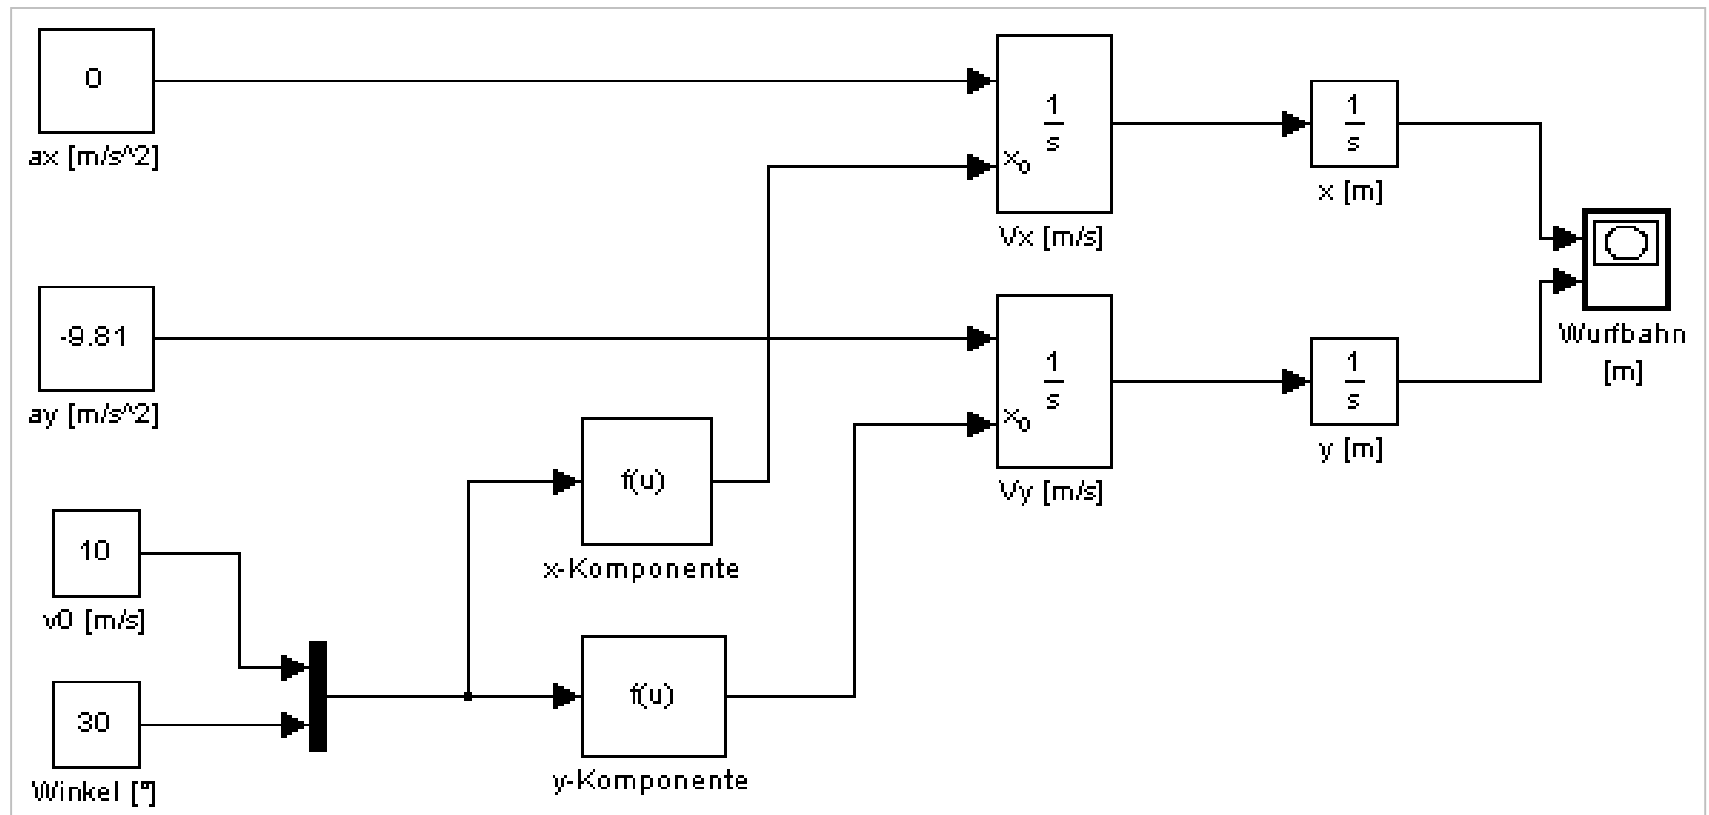 0
ax [m/s^2]
1
s
x0
Vx [m/s]
1
s
x [m]
-9.81
ay [m/s^2]
1
s
x0
Vy [m/s]
1
s
y [m]
Wurfbahn
[m]
f(u)
x-Komponente
10
v0 [m/s]
f(u)
y-Komponente
30
Winkel [°]